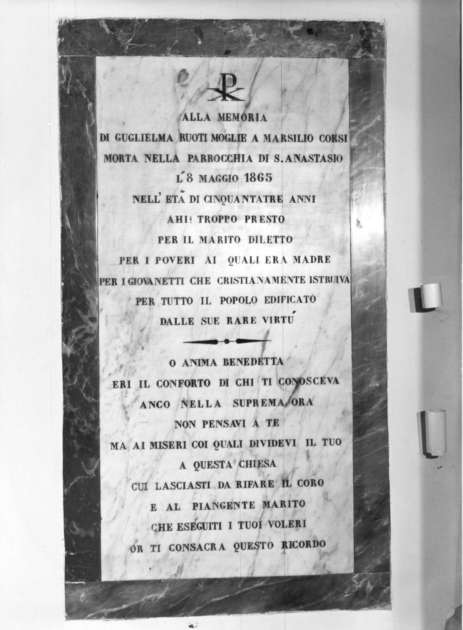 ☧
ALLA MEMORIA
DI GUGLIELMA RUOTI MOGLIE A MARSILIO CORSI
MORTA NELLA PARROCCHIA DI S. ANASTASIO
L'8 MAGGIO 1865
NELL' ETÀ DI CINQUANTATRE ANNI
AHI! TROPPO PRESTO
PER IL MARITO DILETTO
PER I POVERI AI QUALI ERA MADRE
PER I GIOVANETTI CHE CRISTIANAMENTE ISTRUIVA
PER TUTTO IL POPOLO EDIFICATO
DALLE SUE RARE VIRTÙ
O ANIMA BENEDETTA
ERI IL CONFORTO DI CHI TI CONOSCEVA
ANCO NELLA SUPREMA ORA
NON PENSAVI A TE
MA AI MISERI COI QUALI DIVIDEVI IL TUO
A QUESTA CHIESA
CUI LASCIASTI DA RIFARE IL CORO
E AL PIANGENTE MARITO
CHE ESEGUITI I TUOI VOLERI
OR TI CONSACRA QUESTO RICORDO